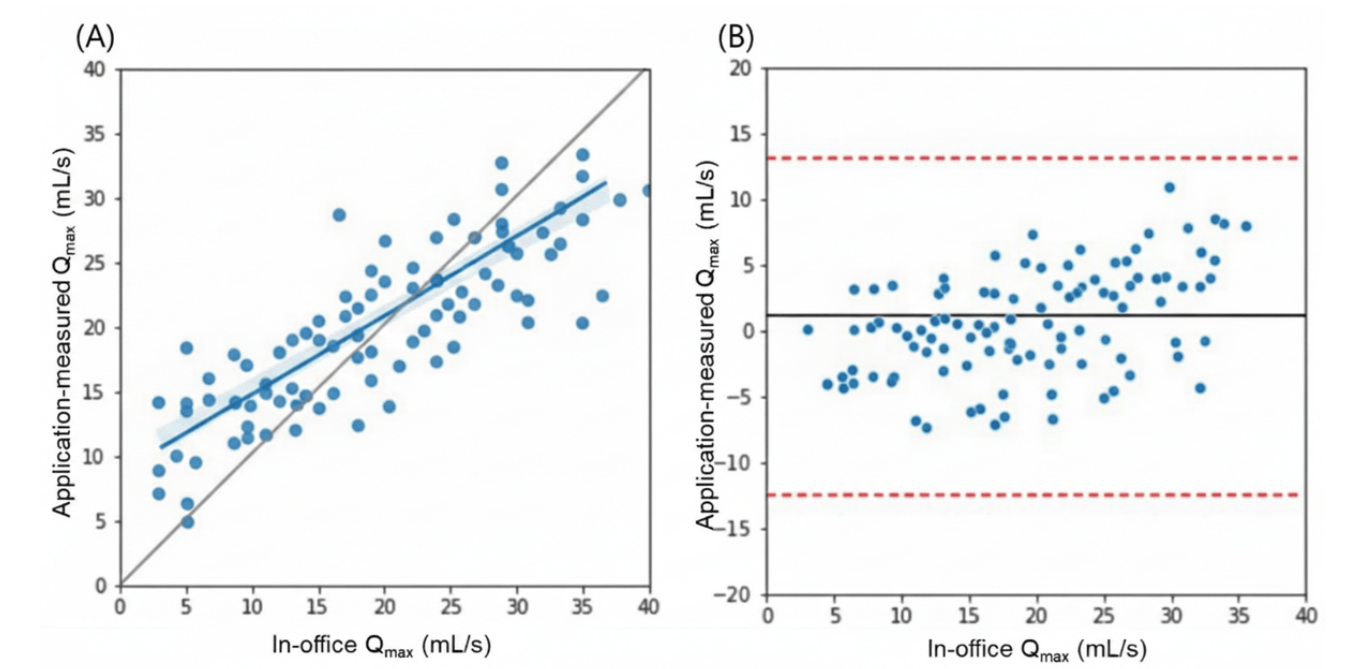 (A)
(B)
Application-measured Qmax (mL/s)
40
35
30
25
20
15
10
5
0
0 5 10 15 20 25 30 35 40
In-office Qmax (mL/s)
Application-measured Qmax (mL/s)
20
15
10
5
0
−5
−10
−15
−20
0 5 10 15 20 25 30 35 40
In-office Qmax (mL/s)